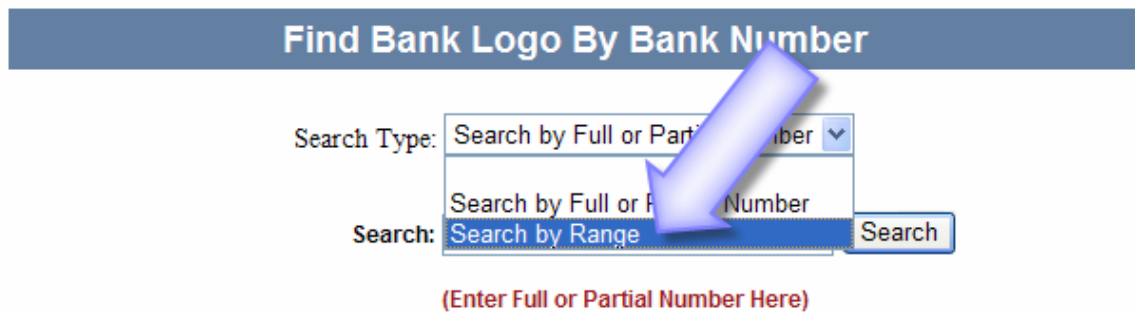 Find Bank Logo By Bank Number
Search Type: Search by Full or Number
Search by Full or Number
Search: Search by Range Search
(Enter Full or Partial Number Here)